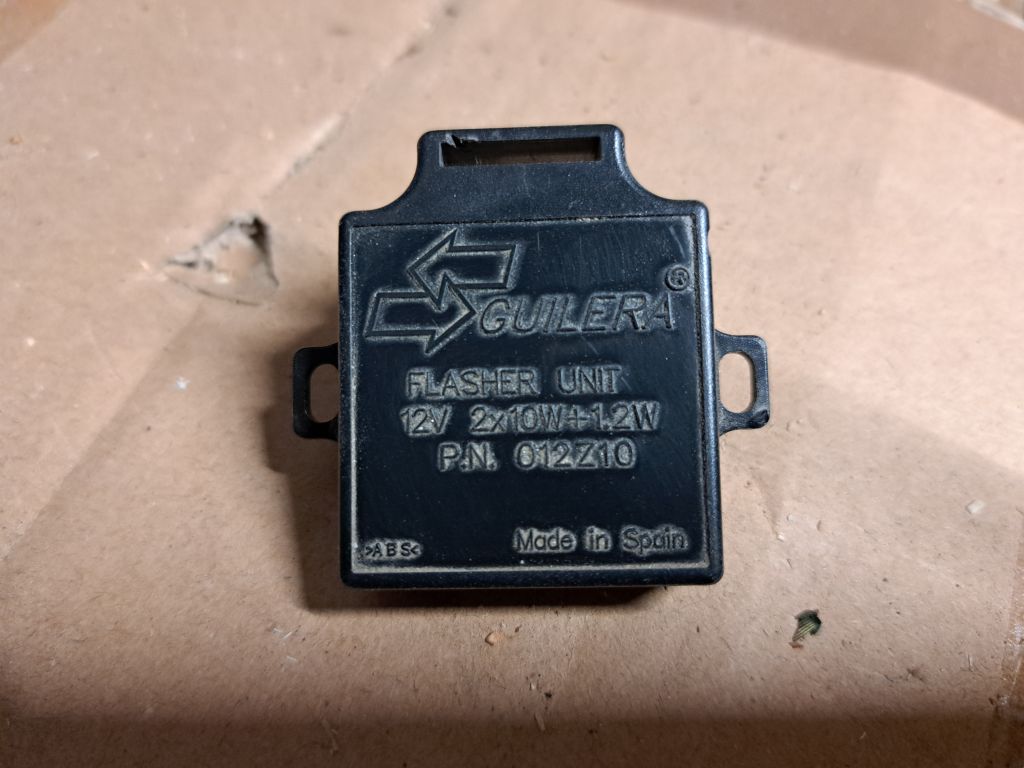 GUILERA®
FLASHER UNIT
12V 2x10W+1.2W
P.N. 012Z10
>ABS< Made in Spain